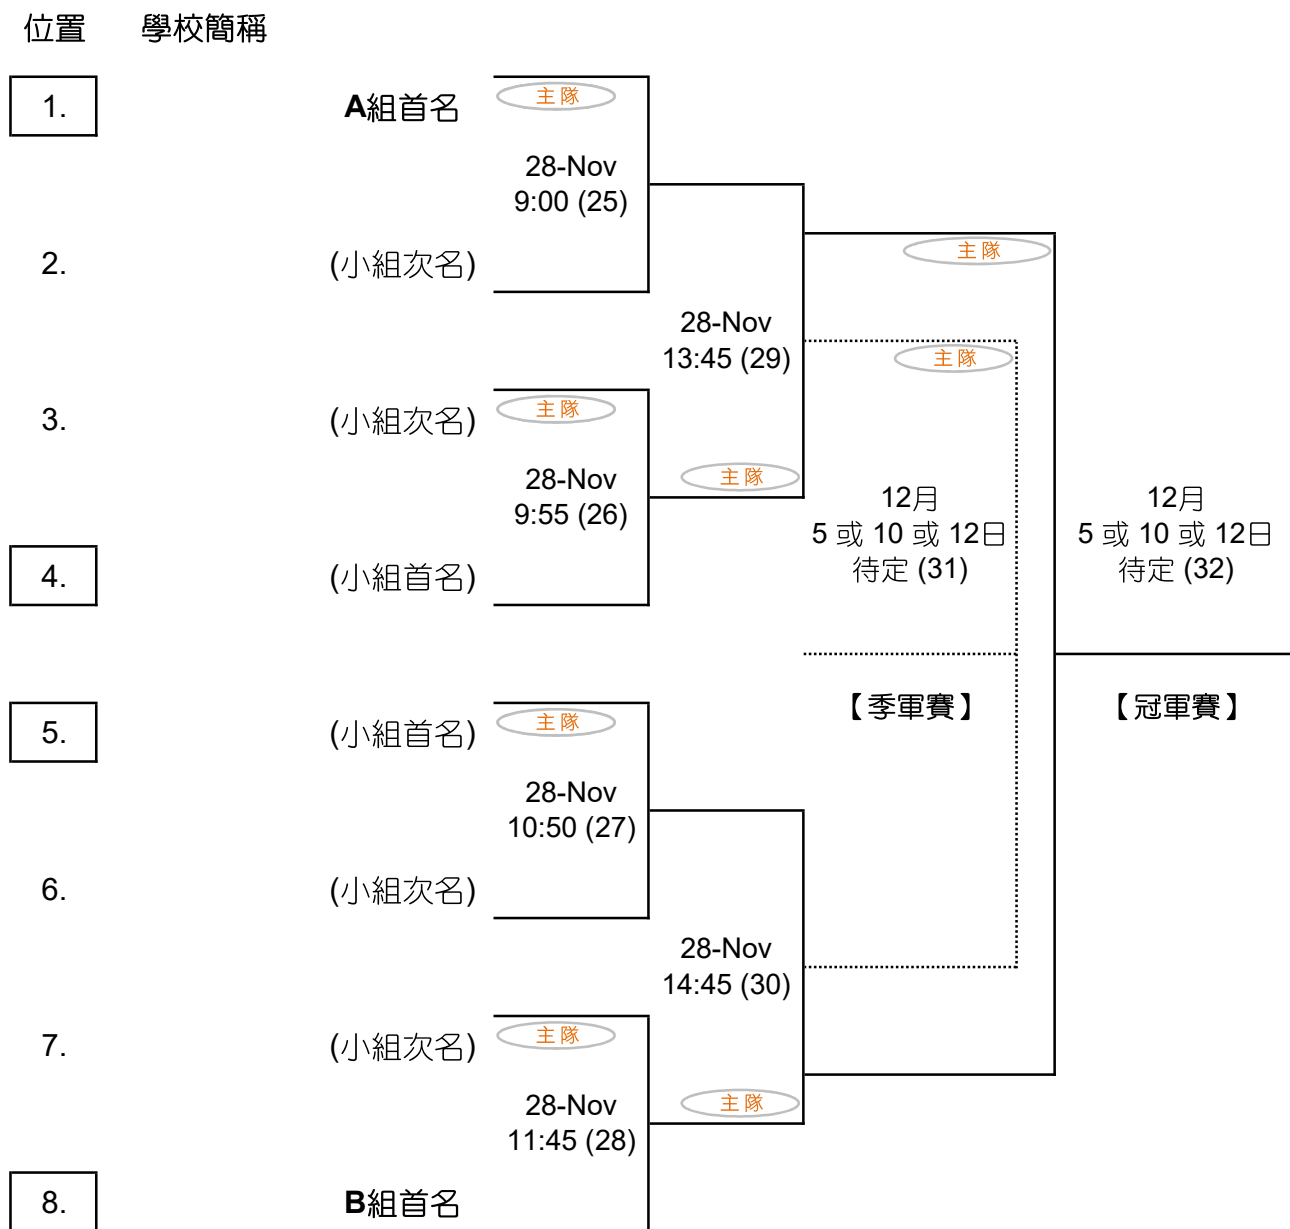 位置 學校簡稱
1. A組首名 主隊
28-Nov
9:00 (25)
2. (小組次名) 主隊
28-Nov
13:45 (29)
主隊
3. (小組次名) 主隊
28-Nov
9:55 (26)
主隊
12月
5 或 10 或 12日
待定 (31)
12月
5 或 10 或 12日
待定 (32)
4. (小組首名)
5. (小組首名) 主隊
【季軍賽】 【冠軍賽】
28-Nov
10:50 (27)
6. (小組次名)
28-Nov
14:45 (30)
7. (小組次名) 主隊
28-Nov
11:45 (28)
主隊
8. B組首名